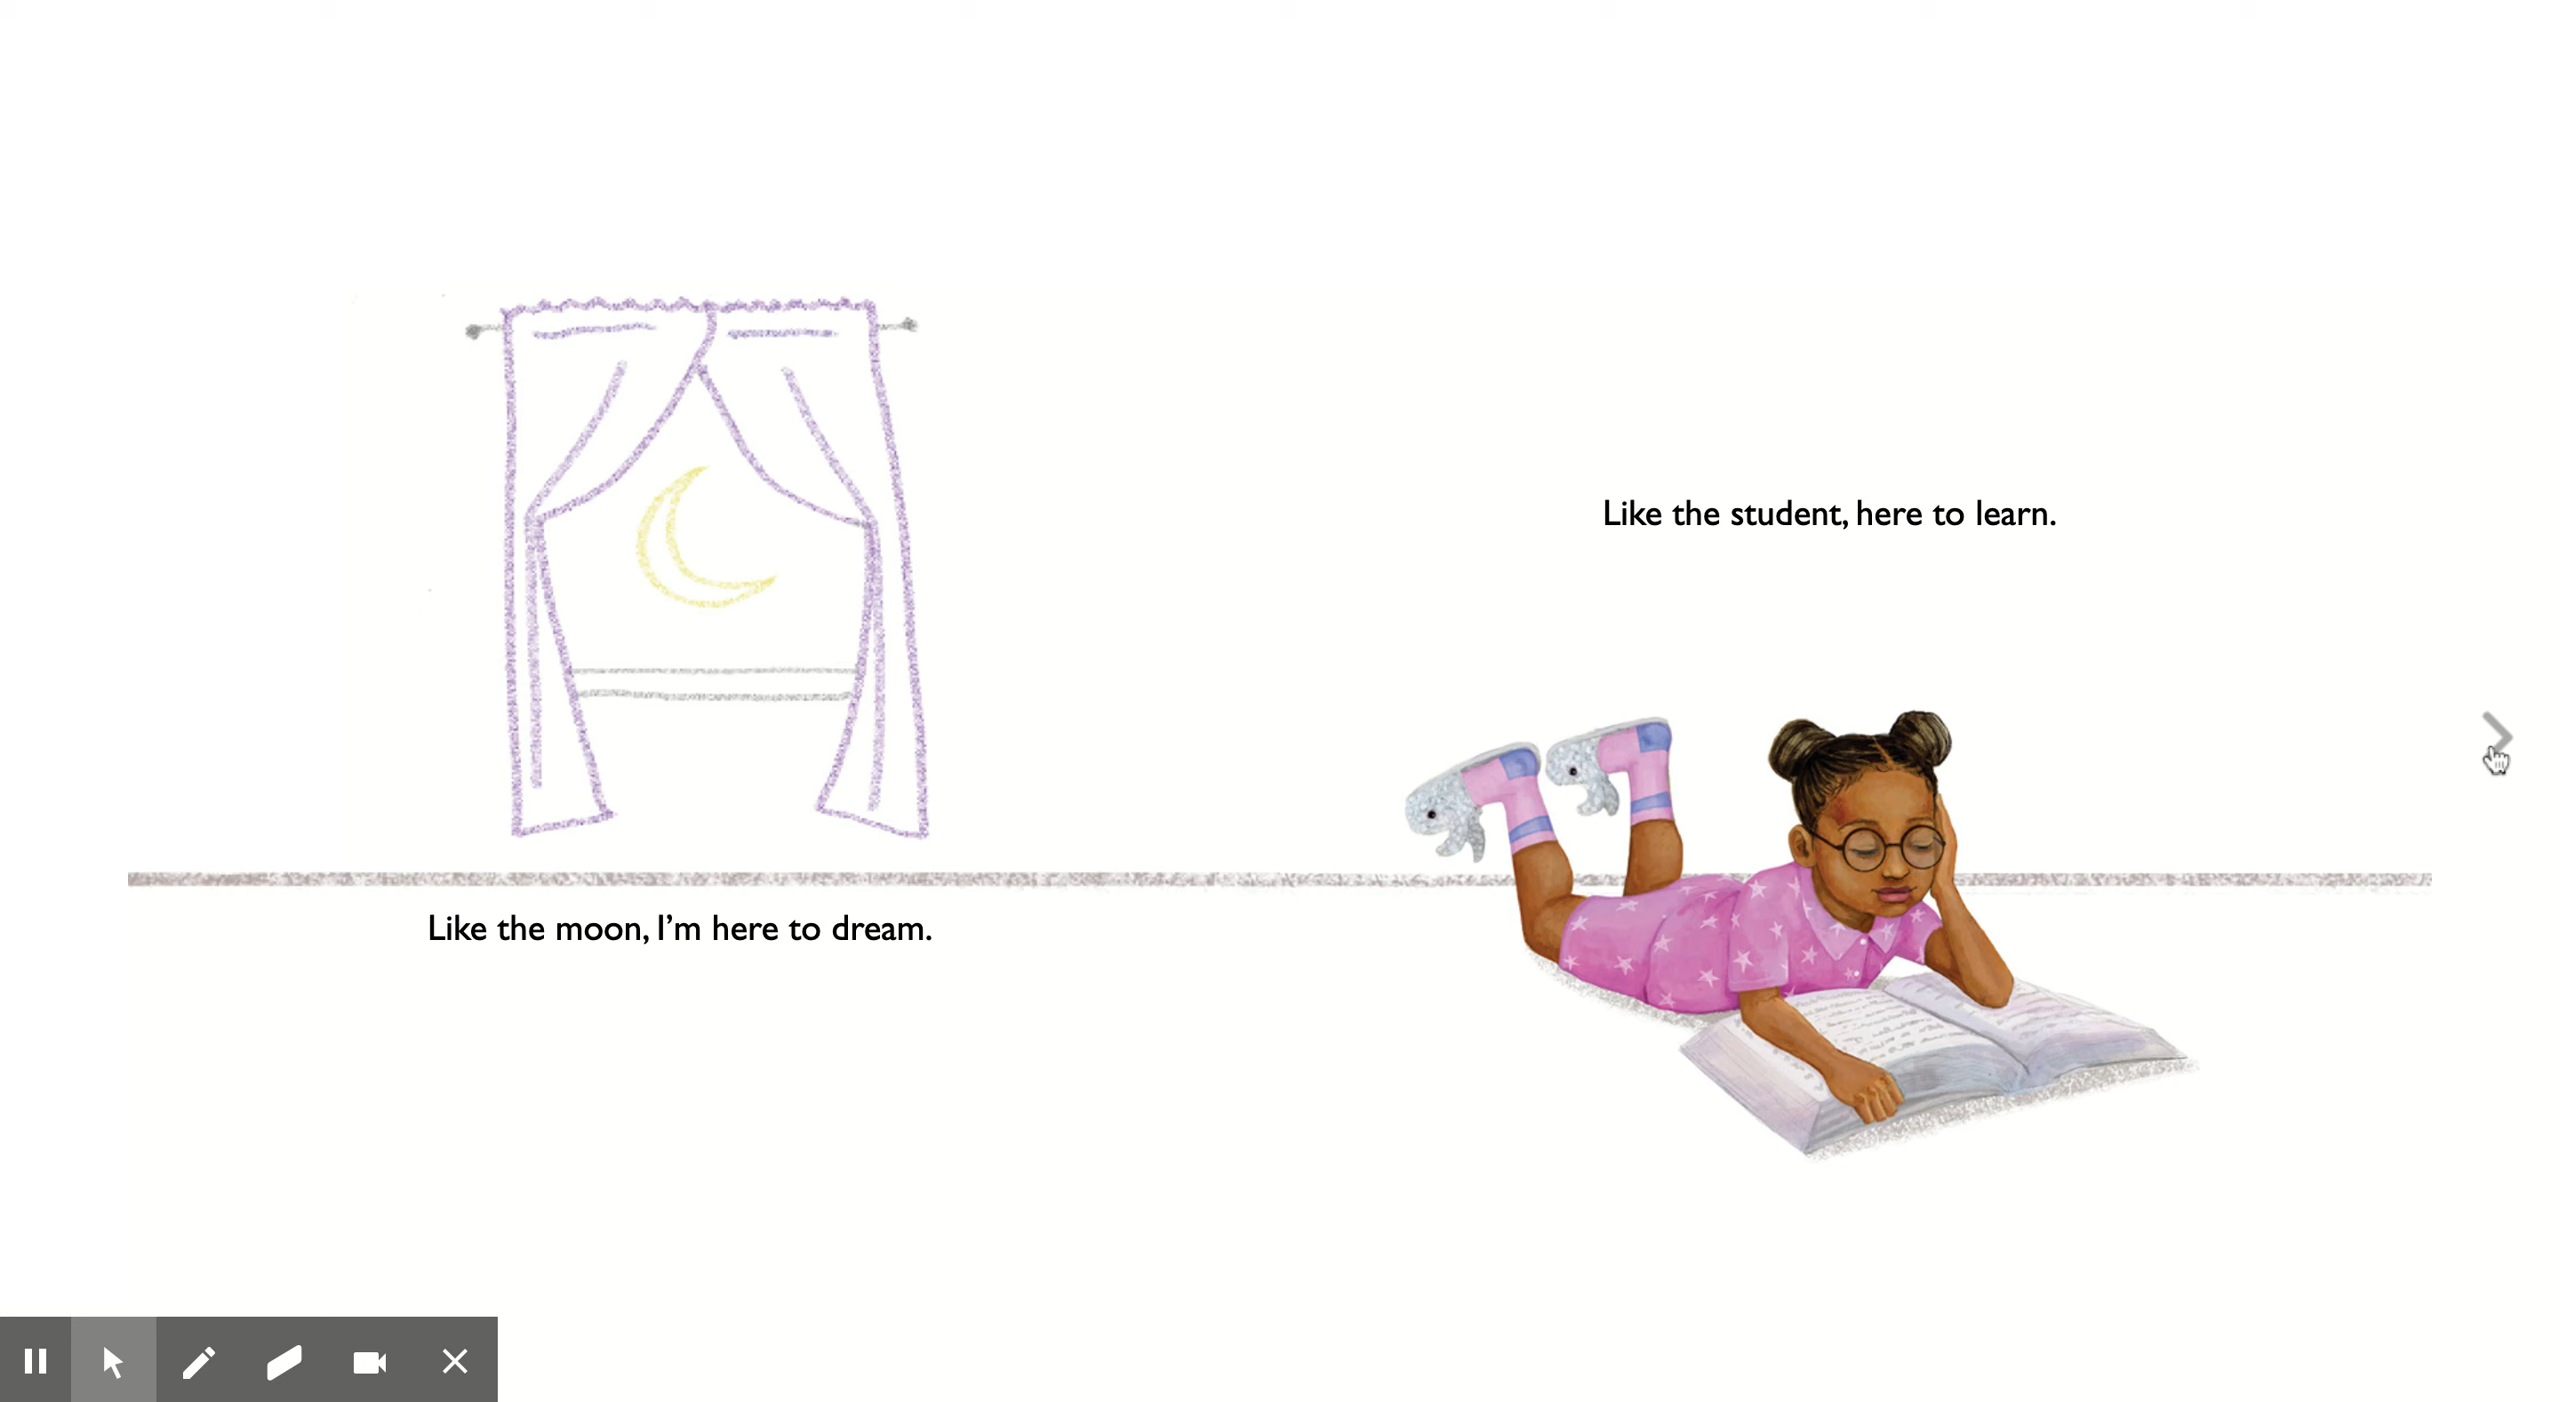 Like the moon, I'm here to dream.
Like the student, here to learn.